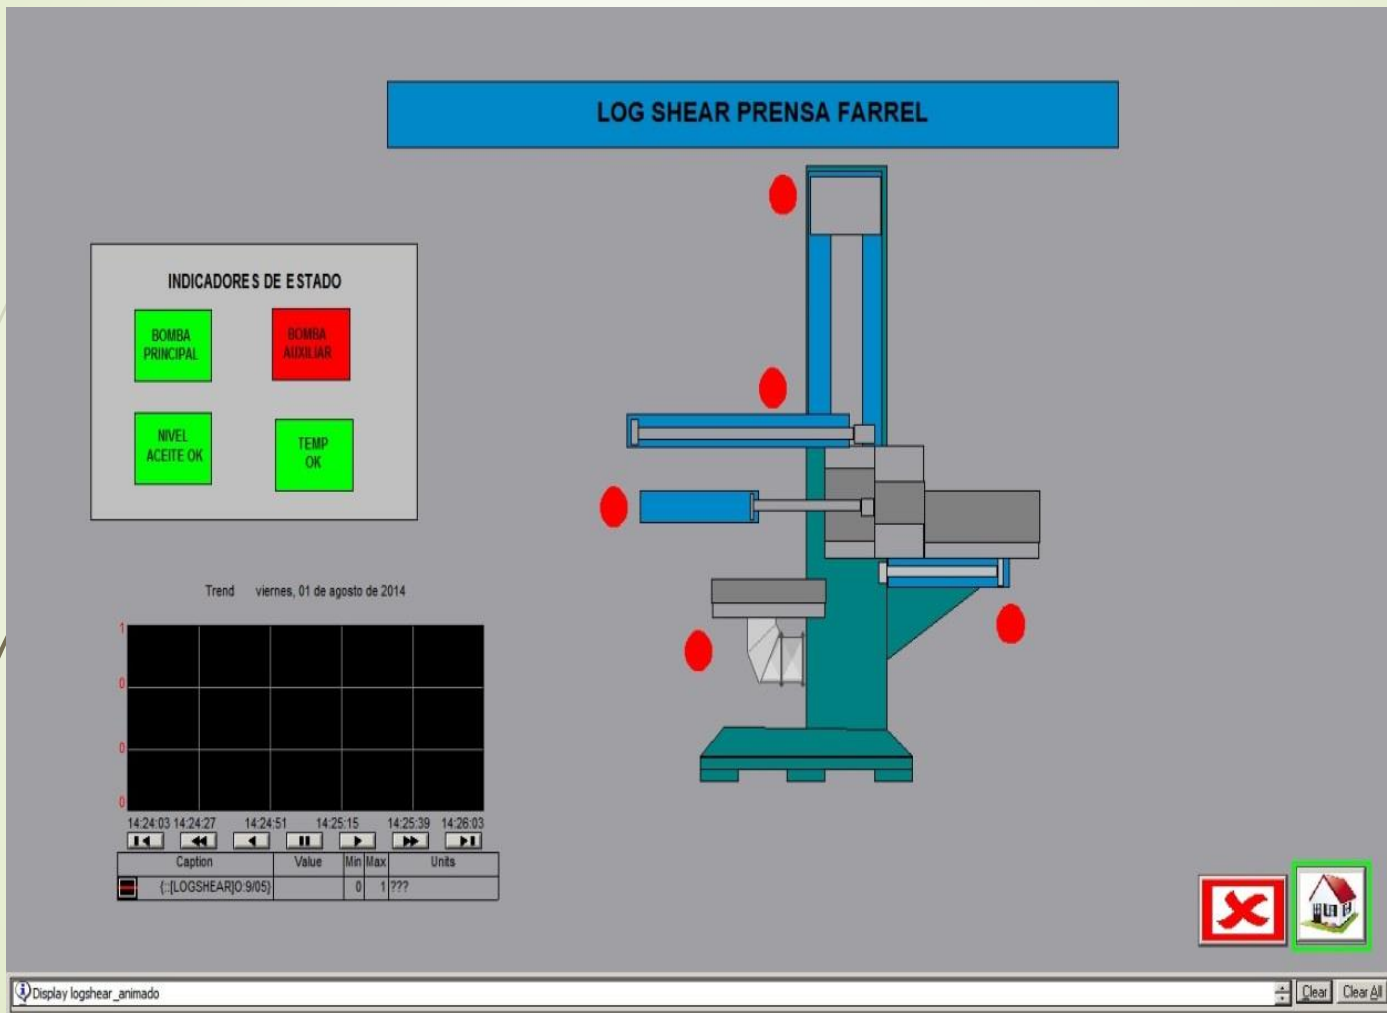 LOG SHEAR PRENSA FARREL
INDICADORES DE ESTADO
BOMBA
PRINCIPAL
BOMBA
AUXILIAR
NIVEL
ACEITE OK
TEMP
OK
Trend viernes, 01 de agosto de 2014
1
0
0
0
14:24:03 14:24:27 14:24:51 14:25:15 14:25:39 14:26:03
Caption Value Min Max Units
{::[LOGSHEAR]O:9/05} 0 1 ???
Display logshear_animado
Clear Clear All